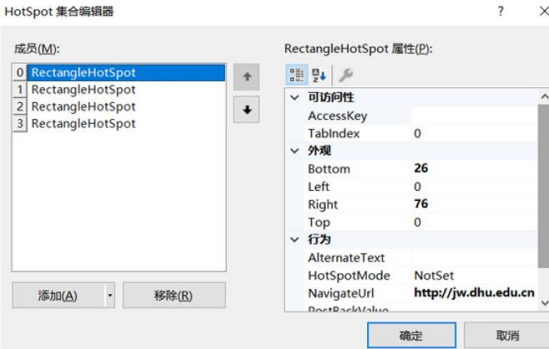 HotSpot 集合编辑器
? ×
成员(M):
0 RectangleHotSpot
1 RectangleHotSpot
2 RectangleHotSpot
3 RectangleHotSpot
添加(A)
移除(R)
RectangleHotSpot 属性(P):
可访问性
AccessKey
TabIndex 0
外观
Bottom 26
Left 0
Right 76
Top 0
行为
AlternateText
HotSpotMode NotSet
NavigateUrl http://jw.dhu.edu.cn
PostBackValue
确定
取消